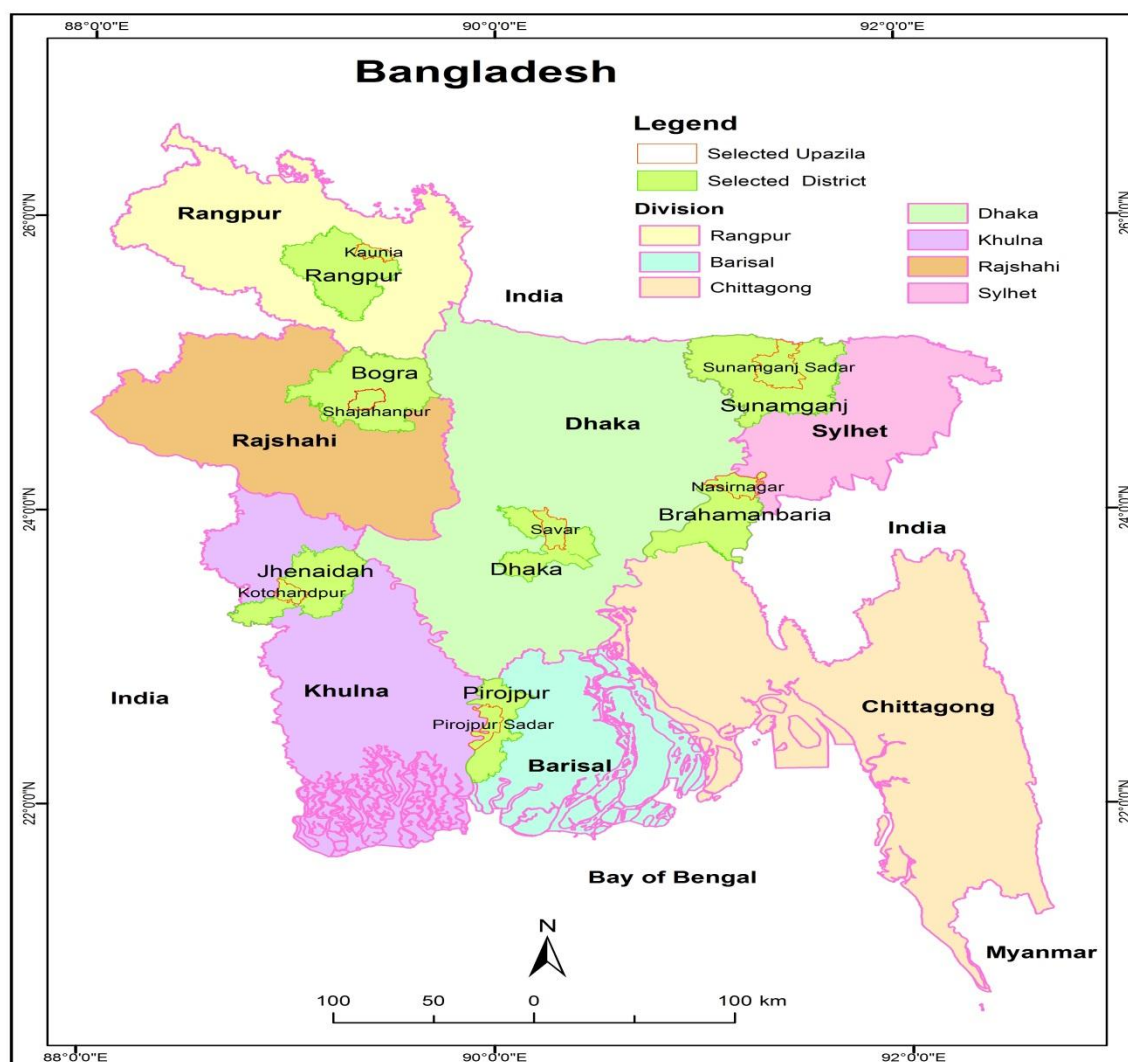 88°0'0"E 90°0'0"E 92°0'0"E
Bangladesh
Legend
Selected Upazila
Selected District
Division
Rangpur
Barisal
Chittagong
Dhaka
Khulna
Rajshahi
Sylhet
26°0'0"N
26°0'0"N
Rangpur
Kaunia
Rangpur
India
Bogra
Shajahanpur
Rajshahi
Dhaka
Sunamganj Sadar
Sunamganj
Sylhet
Nasirnagar
Brahamanbaria
24°0'0"N
24°0'0"N
India
Savar
Dhaka
Jhenaidah
Kotchandpur
India
Khulna
Pirojpur
Pirojpur Sadar
Barisal
Chittagong
22°0'0"N
22°0'0"N
Bay of Bengal
N
Myanmar
100 50 0 100 km
88°0'0"E 90°0'0"E 92°0'0"E